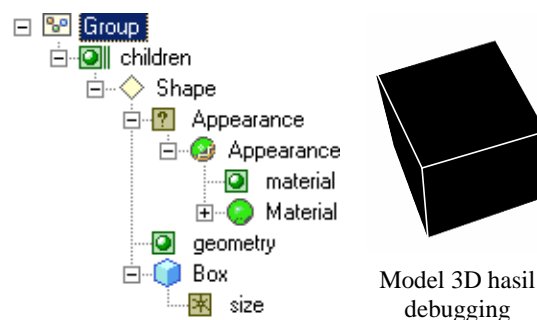 Group
children
Shape
Appearance
Appearance
material
Material
geometry
Box
size
Model 3D hasil
debugging